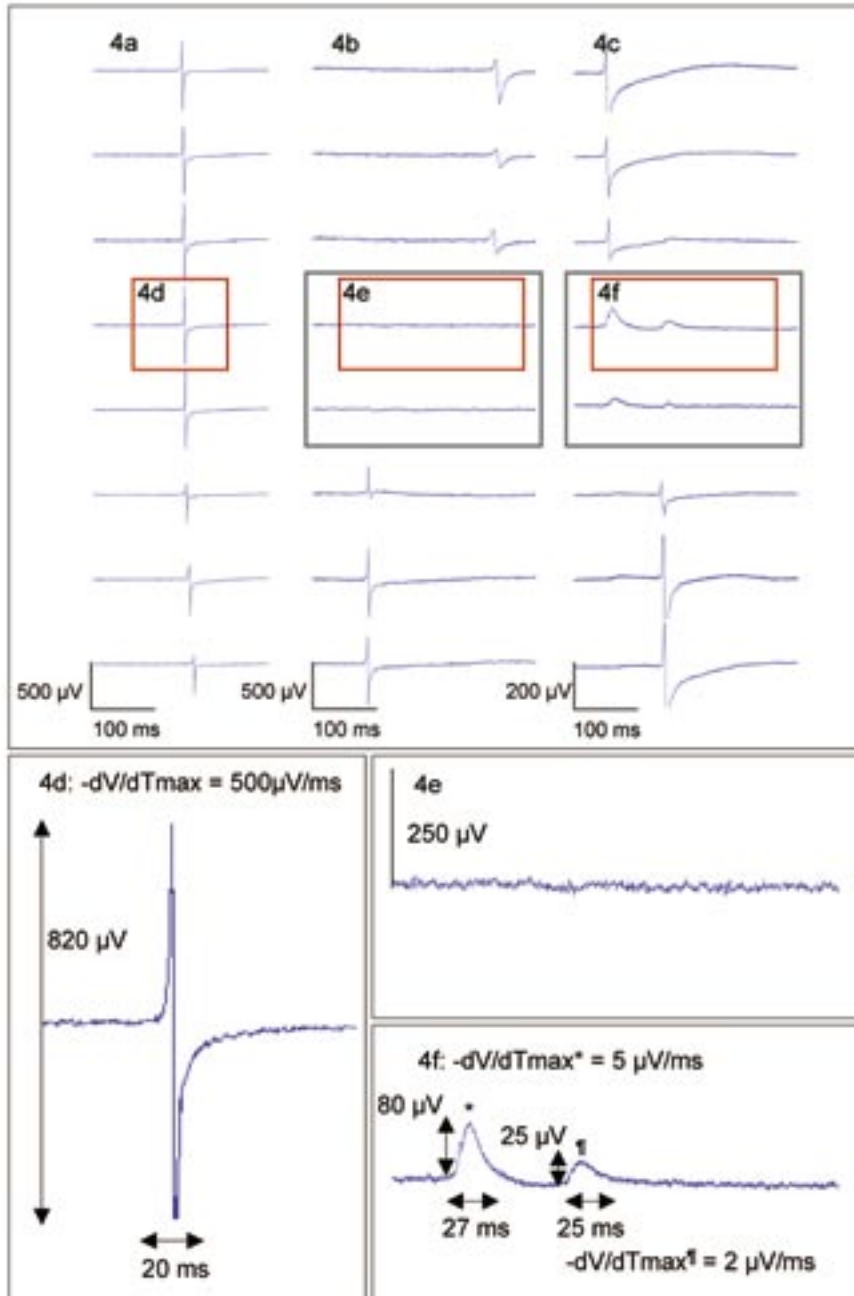 4a 4b 4c
4d 4e 4f
500 µV 500 µV 200 µV
100 ms 100 ms 100 ms
4d: -dV/dTmax = 500µV/ms
820 µV
20 ms
4e
250 µV
4f: -dV/dTmax* = 5 µV/ms
80 µV * 25 µV ¶
27 ms 25 ms
-dV/dTmax¶ = 2 µV/ms